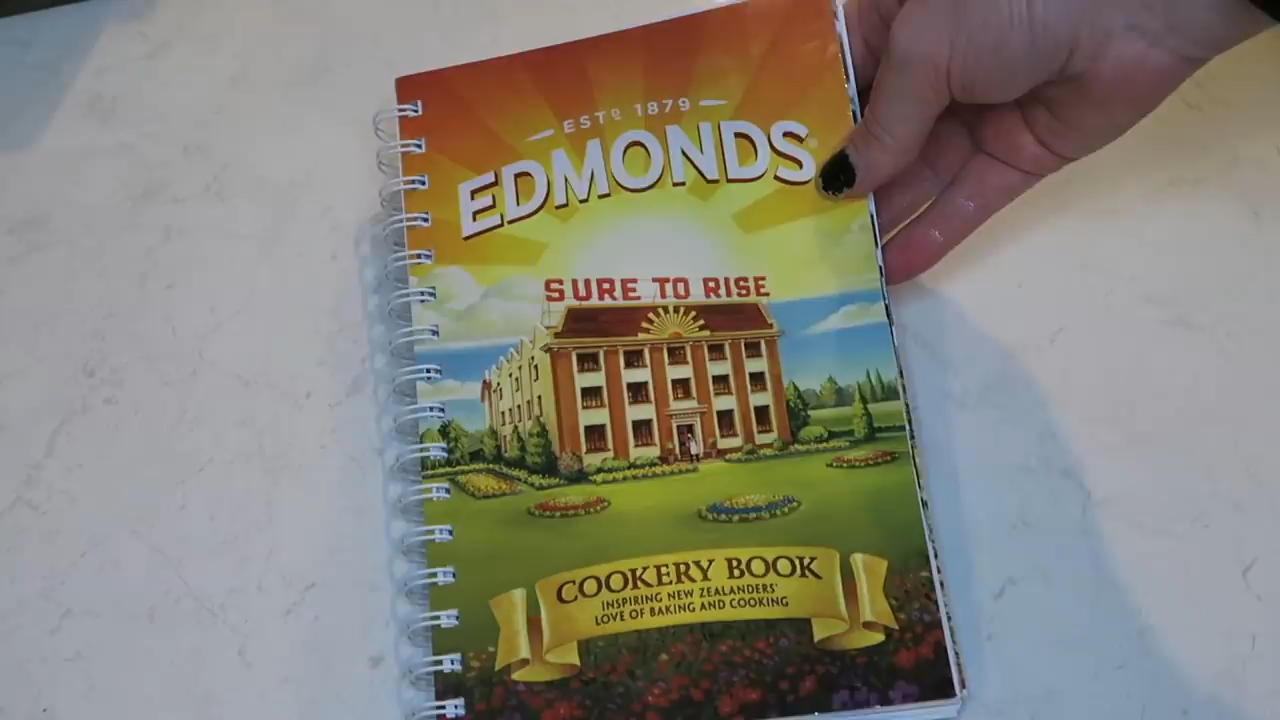 ESTD 1879
EDMONDS
SURE TO RISE
COOKERY BOOK
INSPIRING NEW ZEALANDERS'
LOVE OF BAKING AND COOKING